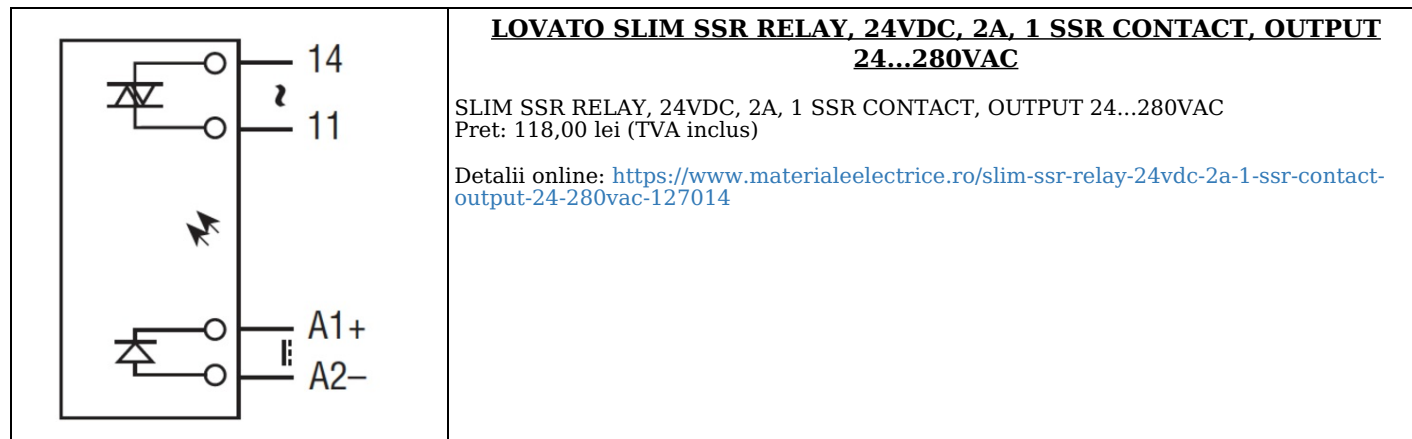 14
~
11
A1+
A2–
LOVATO SLIM SSR RELAY, 24VDC, 2A, 1 SSR CONTACT, OUTPUT
24...280VAC
SLIM SSR RELAY, 24VDC, 2A, 1 SSR CONTACT, OUTPUT 24...280VAC
Pret: 118,00 lei (TVA inclus)
Detalii online: https://www.materialeelectrice.ro/slim-ssr-relay-24vdc-2a-1-ssr-contact-
output-24-280vac-127014